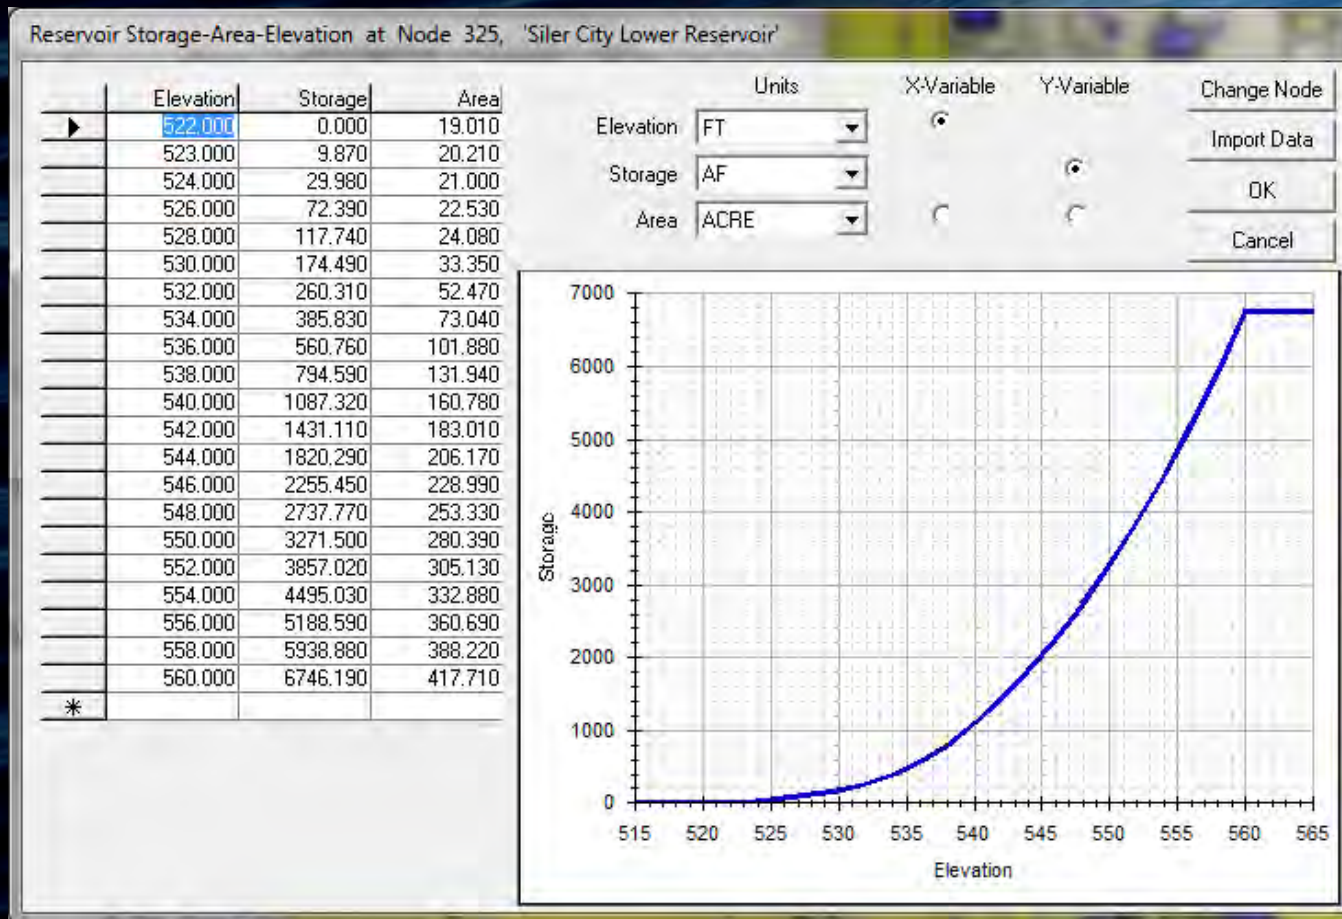 Reservoir Storage-Area-Elevation at Node 325, 'Siler City Lower Reservoir'
Elevation Storage Area
522.000 0.000 19.010
523.000 9.870 20.210
524.000 29.980 21.000
526.000 72.390 22.530
528.000 117.740 24.080
530.000 174.490 33.350
532.000 260.310 52.470
534.000 385.830 73.040
536.000 560.760 101.880
538.000 794.590 131.940
540.000 1087.320 160.780
542.000 1431.110 183.010
544.000 1820.290 206.170
546.000 2255.450 228.990
548.000 2737.770 253.330
550.000 3271.500 280.390
552.000 3857.020 305.130
554.000 4495.030 332.880
556.000 5188.590 360.690
558.000 5938.880 388.220
560.000 6746.190 417.710
Units X-Variable Y-Variable
Elevation FT
Storage AF
Area ACRE
Change Node
Import Data
OK
Cancel
7000
6000
5000
4000
3000
2000
1000
0
Storage
515 520 525 530 535 540 545 550 555 560 565
Elevation